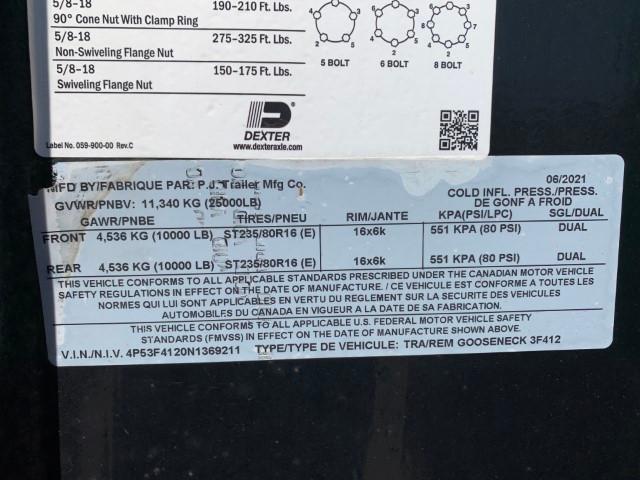 5/8-18 190-210 Ft. Lbs.
90° Cone Nut With Clamp Ring
5/8-18 275-325 Ft. Lbs.
Non-Swiveling Flange Nut
5/8-18 150-175 Ft. Lbs.
Swiveling Flange Nut
5 BOLT 6 BOLT 8 BOLT
DEXTER
Label No. 059-900-00 Rev.C www.dexteraxle.com
MFD BY/FABRIQUE PAR: P.J. Trailer Mfg Co. 06/2021
GVWR/PNBV: 11,340 KG (25000LB) COLD INFL. PRESS./PRESS.
DE GONF A FROID
GAWR/PNBE TIRES/PNEU RIM/JANTE KPA(PSI/LPC) SGL/DUAL
FRONT 4,536 KG (10000 LB) ST235/80R16 (E) 16x6k 551 KPA (80 PSI) DUAL
REAR 4,536 KG (10000 LB) ST235/80R16 (E) 16x6k 551 KPA (80 PSI) DUAL
THIS VEHICLE CONFORMS TO ALL APPLICABLE STANDARDS PRESCRIBED UNDER THE CANADIAN MOTOR VEHICLE
SAFETY REGULATIONS IN EFFECT ON THE DATE OF MANUFACTURE. / CE VEHICULE EST CONFORME A TOUTES LES
NORMES QUI LUI SONT APPLICABLES EN VERTU DU REGLEMENT SUR LA SECURITE DES VEHICULES
AUTOMOBILES DU CANADA EN VIGUEUR A LA DATE DE SA FABRICATION.
THIS VEHICLE CONFORMS TO ALL APPLICABLE U.S. FEDERAL MOTOR VEHICLE SAFETY
STANDARDS (FMVSS) IN EFFECT ON THE DATE OF MANUFACTURE SHOWN ABOVE.
V.I.N./N.I.V. 4P53F4120N1369211 TYPE/TYPE DE VEHICULE: TRA/REM GOOSENECK 3F412